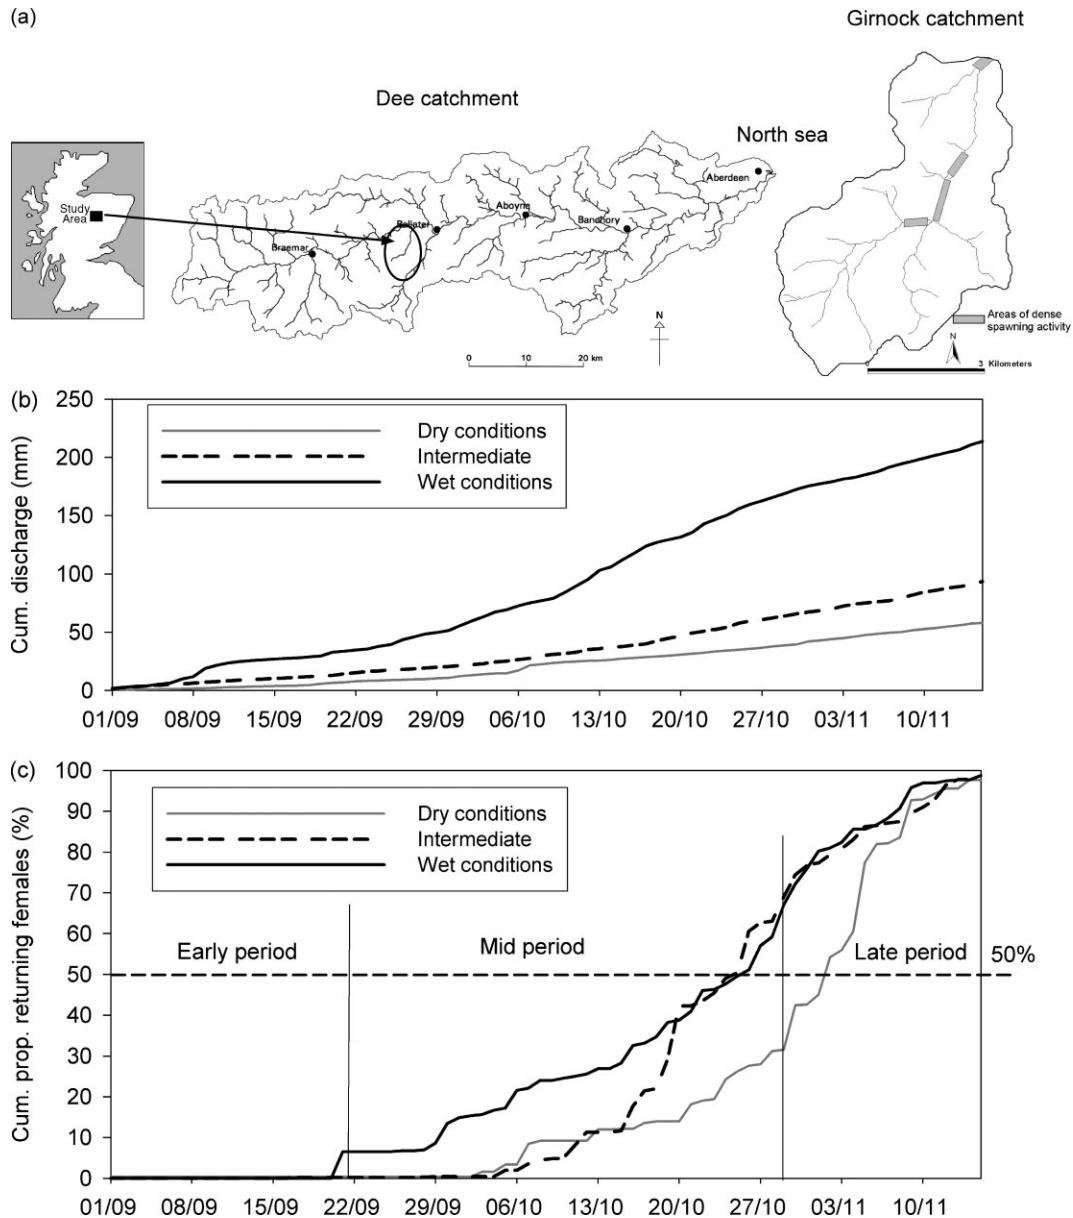 (a)
Girnock catchment
Dee catchment
North sea
Study
Area
Aberdeen
Aboyne
Ballater
Banchory
Braemar
N
0 10 20 km
Areas of dense
spawning activity
N
0 3 Kilometers
(b)
250
200
150
100
50
0
Cum. discharge (mm)
Dry conditions
Intermediate
Wet conditions
01/09 08/09 15/09 22/09 29/09 06/10 13/10 20/10 27/10 03/11 10/11
(c)
100
90
80
70
60
50
40
30
20
10
0
Cum. prop. returning females (%)
Dry conditions
Intermediate
Wet conditions
Early period
Mid period
Late period
50%
01/09 08/09 15/09 22/09 29/09 06/10 13/10 20/10 27/10 03/11 10/11